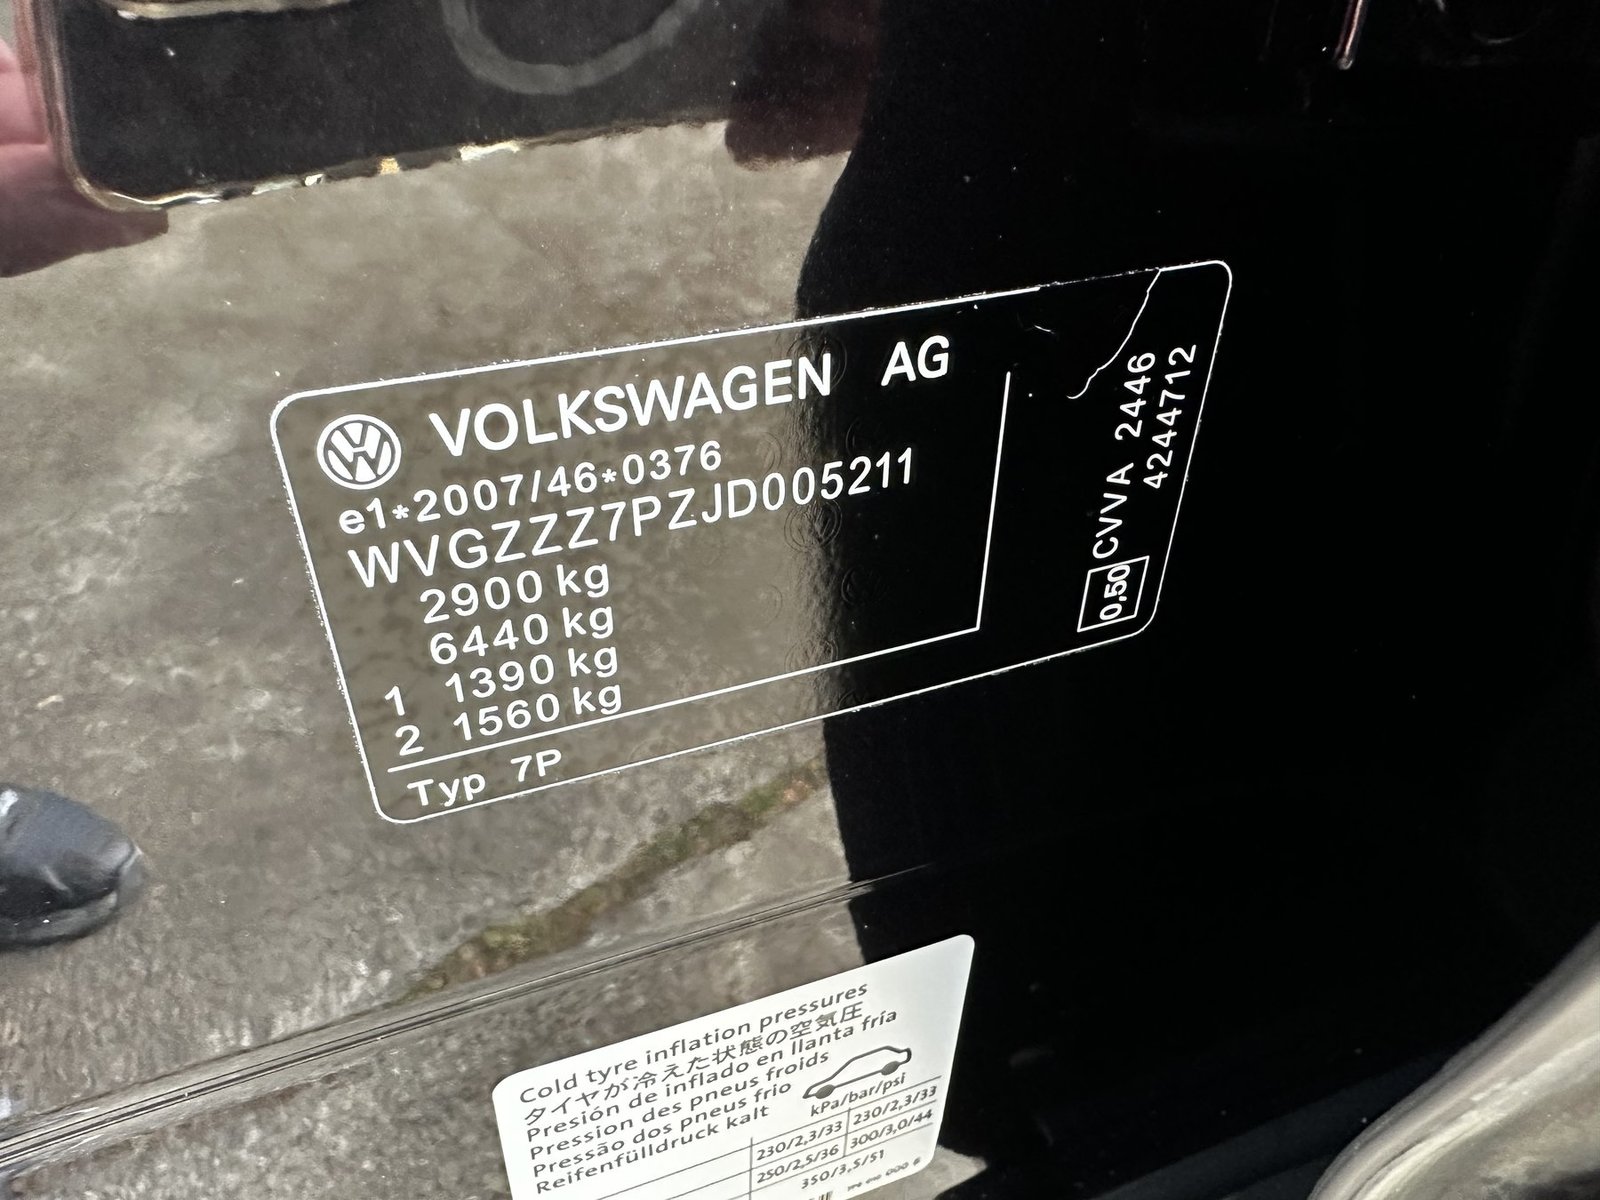 VOLKSWAGEN AG
e1*2007/46*0376
WVGZZZ7PZJD005211
2900 kg
6440 kg
1 1390 kg
2 1560 kg
Typ 7P
0,50 CVVA 2446
4244712
Cold tyre inflation pressures
タイヤが冷えた状態の空気圧
Presión de inflado en llanta fría
Pression des pneus froids
Pressão dos pneus frio
Reifenfülldruck kalt
kPa/bar/psi
230/2,3/33 230/2,3/33
250/2,5/36 300/3,0/44
350/3,5/51